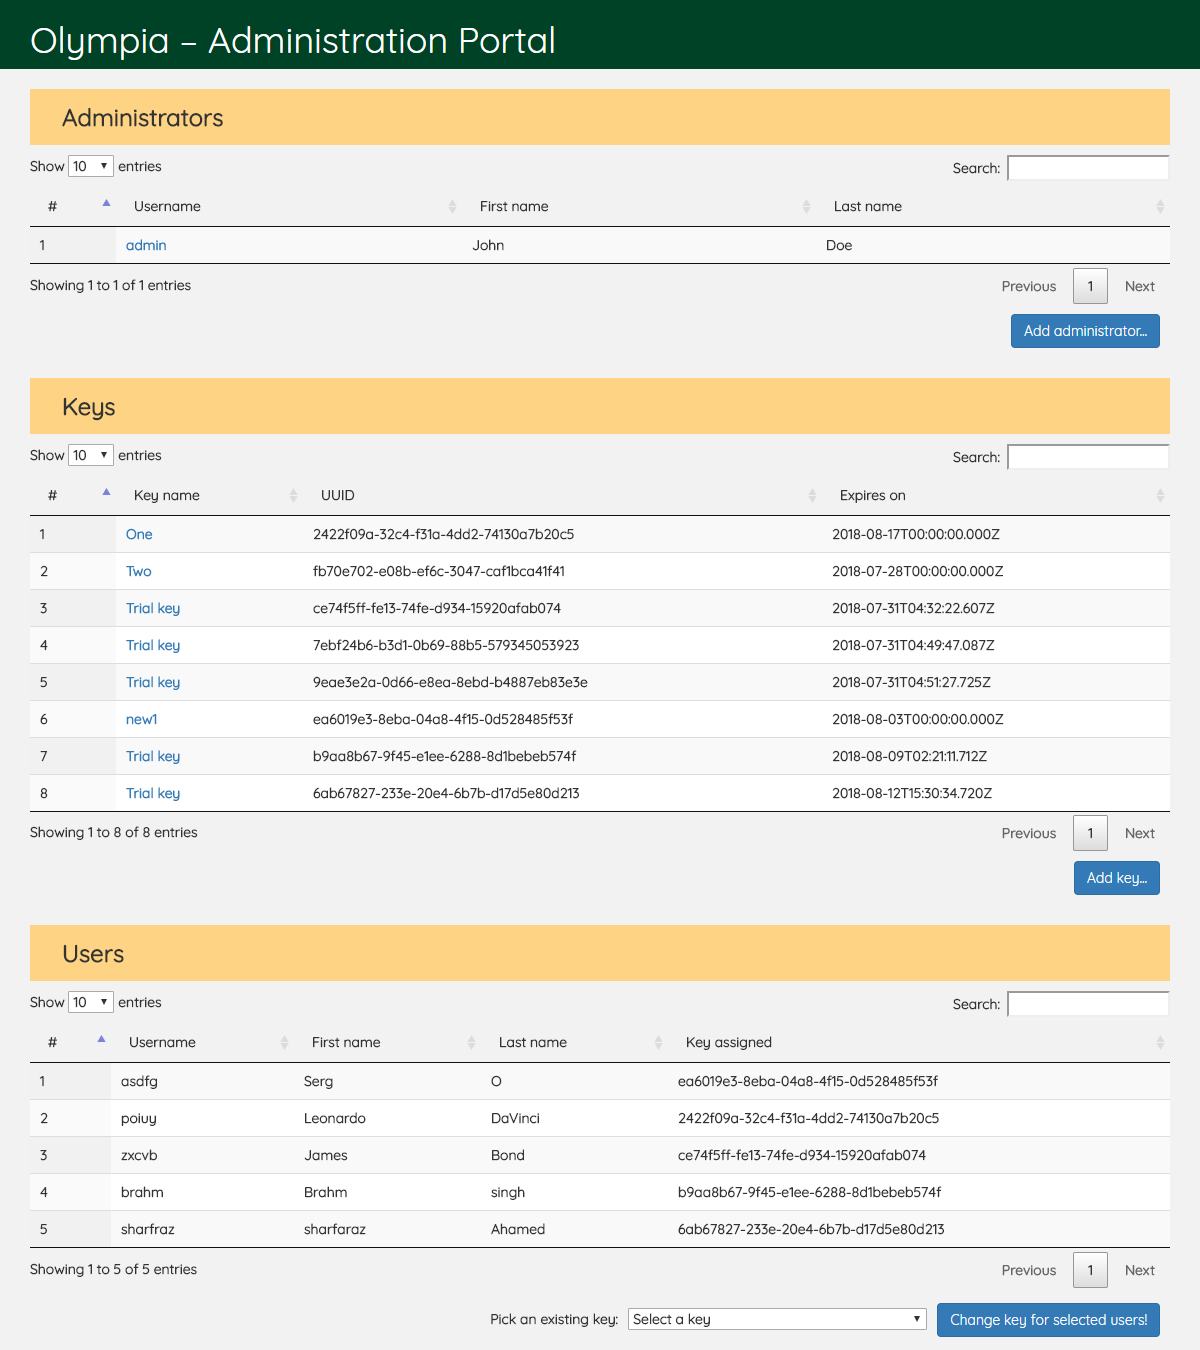 Olympia – Administration Portal
Administrators
Show 10 entries Search:
# Username First name Last name
1 admin John Doe
Showing 1 to 1 of 1 entries Previous 1 Next
Add administrator...
Keys
Show 10 entries Search:
# Key name UUID Expires on
1 One 2422f09a-32c4-f31a-4dd2-74130a7b20c5 2018-08-17T00:00:00.000Z
2 Two fb70e702-e08b-ef6c-3047-caf1bca41f41 2018-07-28T00:00:00.000Z
3 Trial key ce74f5ff-fe13-74fe-d934-15920afab074 2018-07-31T04:32:22.607Z
4 Trial key 7ebf24b6-b3d1-0b69-88b5-579345053923 2018-07-31T04:49:47.087Z
5 Trial key 9eae3e2a-0d66-e8ea-8ebd-b4887eb83e3e 2018-07-31T04:51:27.725Z
6 new1 ea6019e3-8eba-04a8-4f15-0d528485f53f 2018-08-03T00:00:00.000Z
7 Trial key b9aa8b67-9f45-e1ee-6288-8d1bebeb574f 2018-08-09T02:21:11.712Z
8 Trial key 6ab67827-233e-20e4-6b7b-d17d5e80d213 2018-08-12T15:30:34.720Z
Showing 1 to 8 of 8 entries Previous 1 Next
Add key...
Users
Show 10 entries Search:
# Username First name Last name Key assigned
1 asdfg Serg O ea6019e3-8eba-04a8-4f15-0d528485f53f
2 poiuy Leonardo DaVinci 2422f09a-32c4-f31a-4dd2-74130a7b20c5
3 zxcvb James Bond ce74f5ff-fe13-74fe-d934-15920afab074
4 brahm Brahm singh b9aa8b67-9f45-e1ee-6288-8d1bebeb574f
5 sharfraz sharfaraz Ahamed 6ab67827-233e-20e4-6b7b-d17d5e80d213
Showing 1 to 5 of 5 entries Previous 1 Next
Pick an existing key: Select a key Change key for selected users!